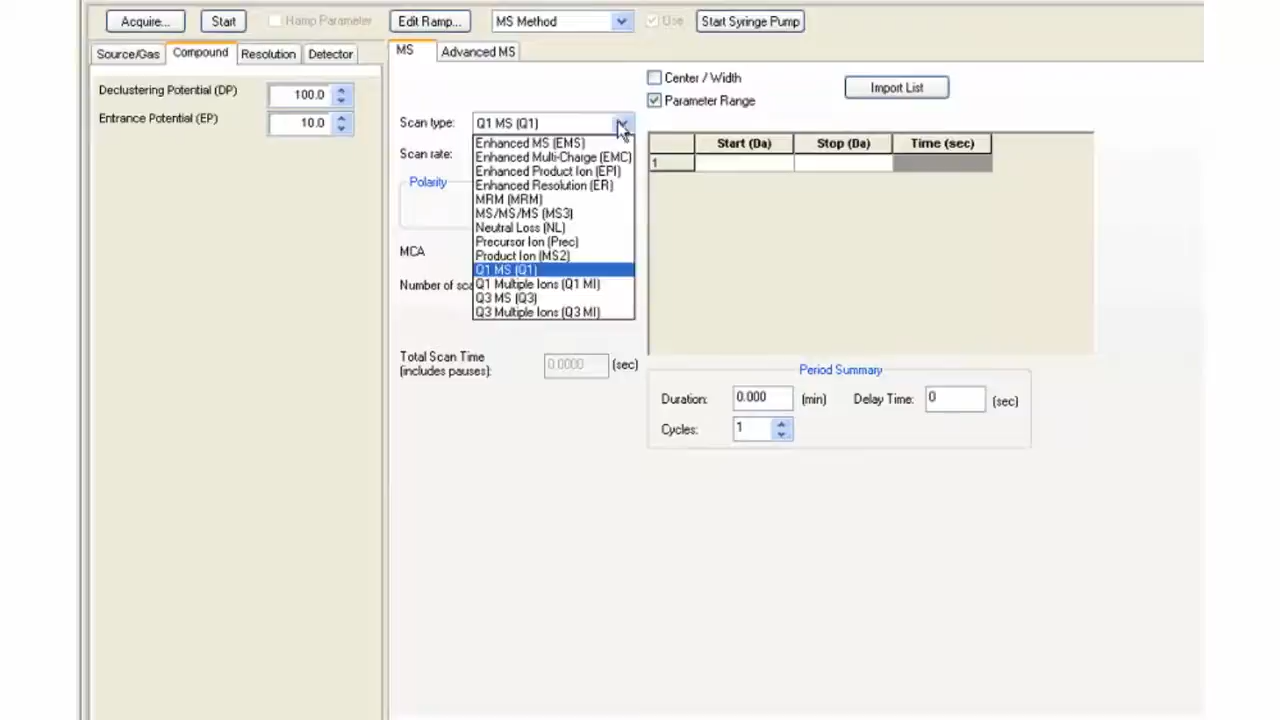 Acquire... Start Ramp Parameter Edit Ramp... MS Method Use Start Syringe Pump
Source/Gas Compound Resolution Detector MS Advanced MS
Declustering Potential (DP) 100.0
Entrance Potential (EP) 10.0
Center / Width
Parameter Range
Import List
Scan type: Q1 MS (Q1)
Scan rate:
Polarity
MCA
Number of sca
Enhanced MS (EMS)
Enhanced Multi-Charge (EMC)
Enhanced Product Ion (EPI)
Enhanced Resolution (ER)
MRM (MRM)
MS/MS/MS (MS3)
Neutral Loss (NL)
Precursor Ion (Prec)
Product Ion (MS2)
Q1 MS (Q1)
Q1 Multiple Ions (Q1 MI)
Q3 MS (Q3)
Q3 Multiple Ions (Q3 MI)
Start (Da) Stop (Da) Time (sec)
1
Total Scan Time
(includes pauses): 0.0000 (sec)
Period Summary
Duration: 0.000 (min) Delay Time: 0 (sec)
Cycles: 1